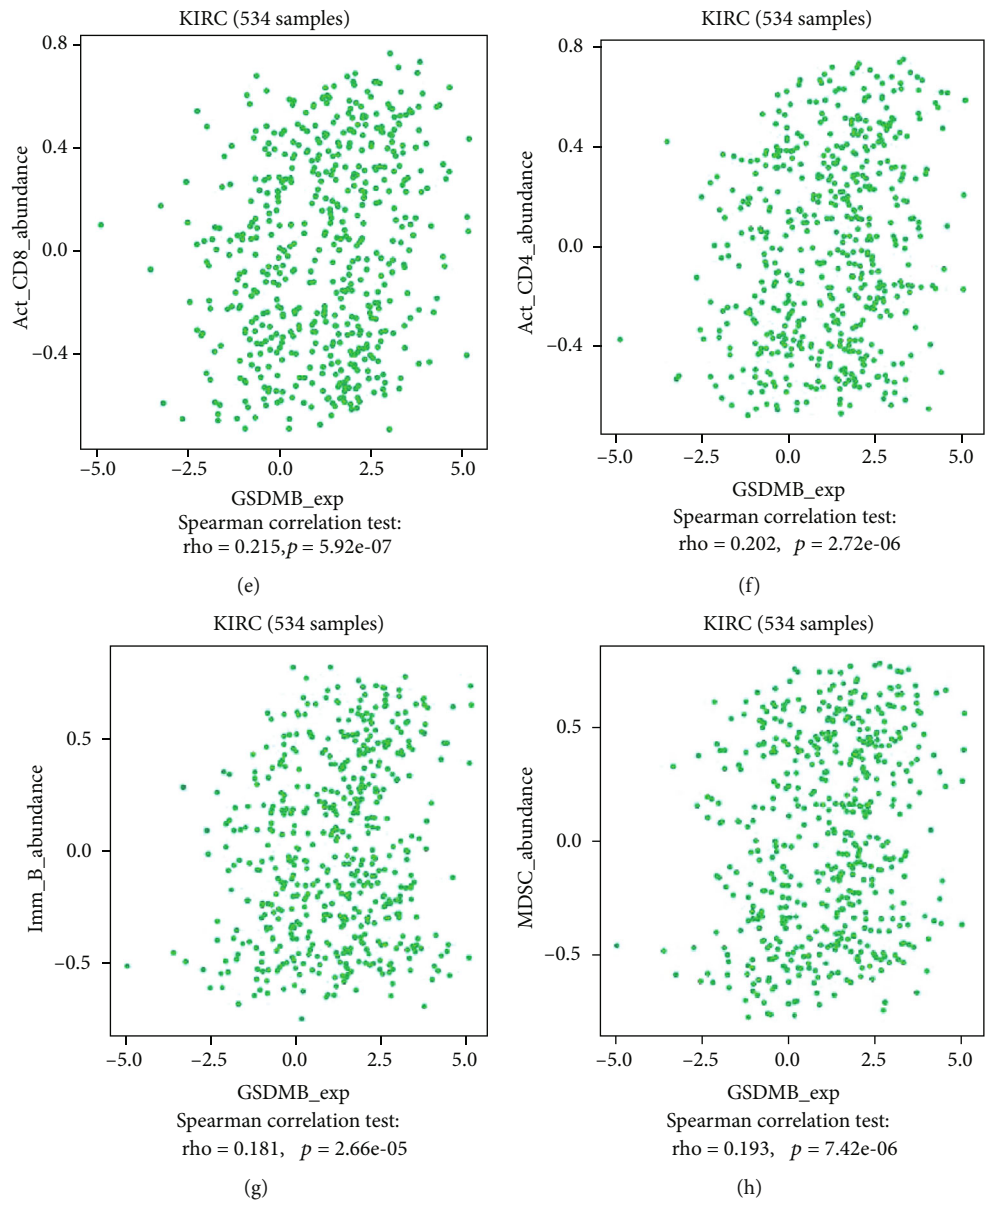 KIRC (534 samples)
Act_CD8_abundance
0.8
0.4
0.0
−0.4
−5.0 −2.5 0.0 2.5 5.0
GSDMB_exp
Spearman correlation test:
rho = 0.215,p = 5.92e-07
(e)
KIRC (534 samples)
Act_CD4_abundance
0.8
0.4
0.0
−0.4
−5.0 −2.5 0.0 2.5 5.0
GSDMB_exp
Spearman correlation test:
rho = 0.202, p = 2.72e-06
(f)
KIRC (534 samples)
Imm_B_abundance
0.5
0.0
−0.5
−5.0 −2.5 0.0 2.5 5.0
GSDMB_exp
Spearman correlation test:
rho = 0.181, p = 2.66e-05
(g)
KIRC (534 samples)
MDSC_abundance
0.5
0.0
−0.5
−5.0 −2.5 0.0 2.5 5.0
GSDMB_exp
Spearman correlation test:
rho = 0.193, p = 7.42e-06
(h)